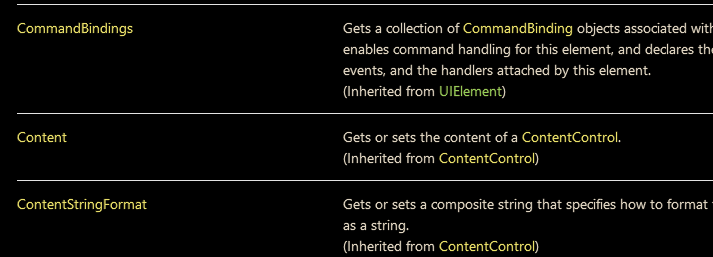 CommandBindings
Gets a collection of CommandBinding objects associated with
enables command handling for this element, and declares the
events, and the handlers attached by this element.
(Inherited from UIElement)
Content
Gets or sets the content of a ContentControl.
(Inherited from ContentControl)
ContentStringFormat
Gets or sets a composite string that specifies how to format
as a string.
(Inherited from ContentControl)